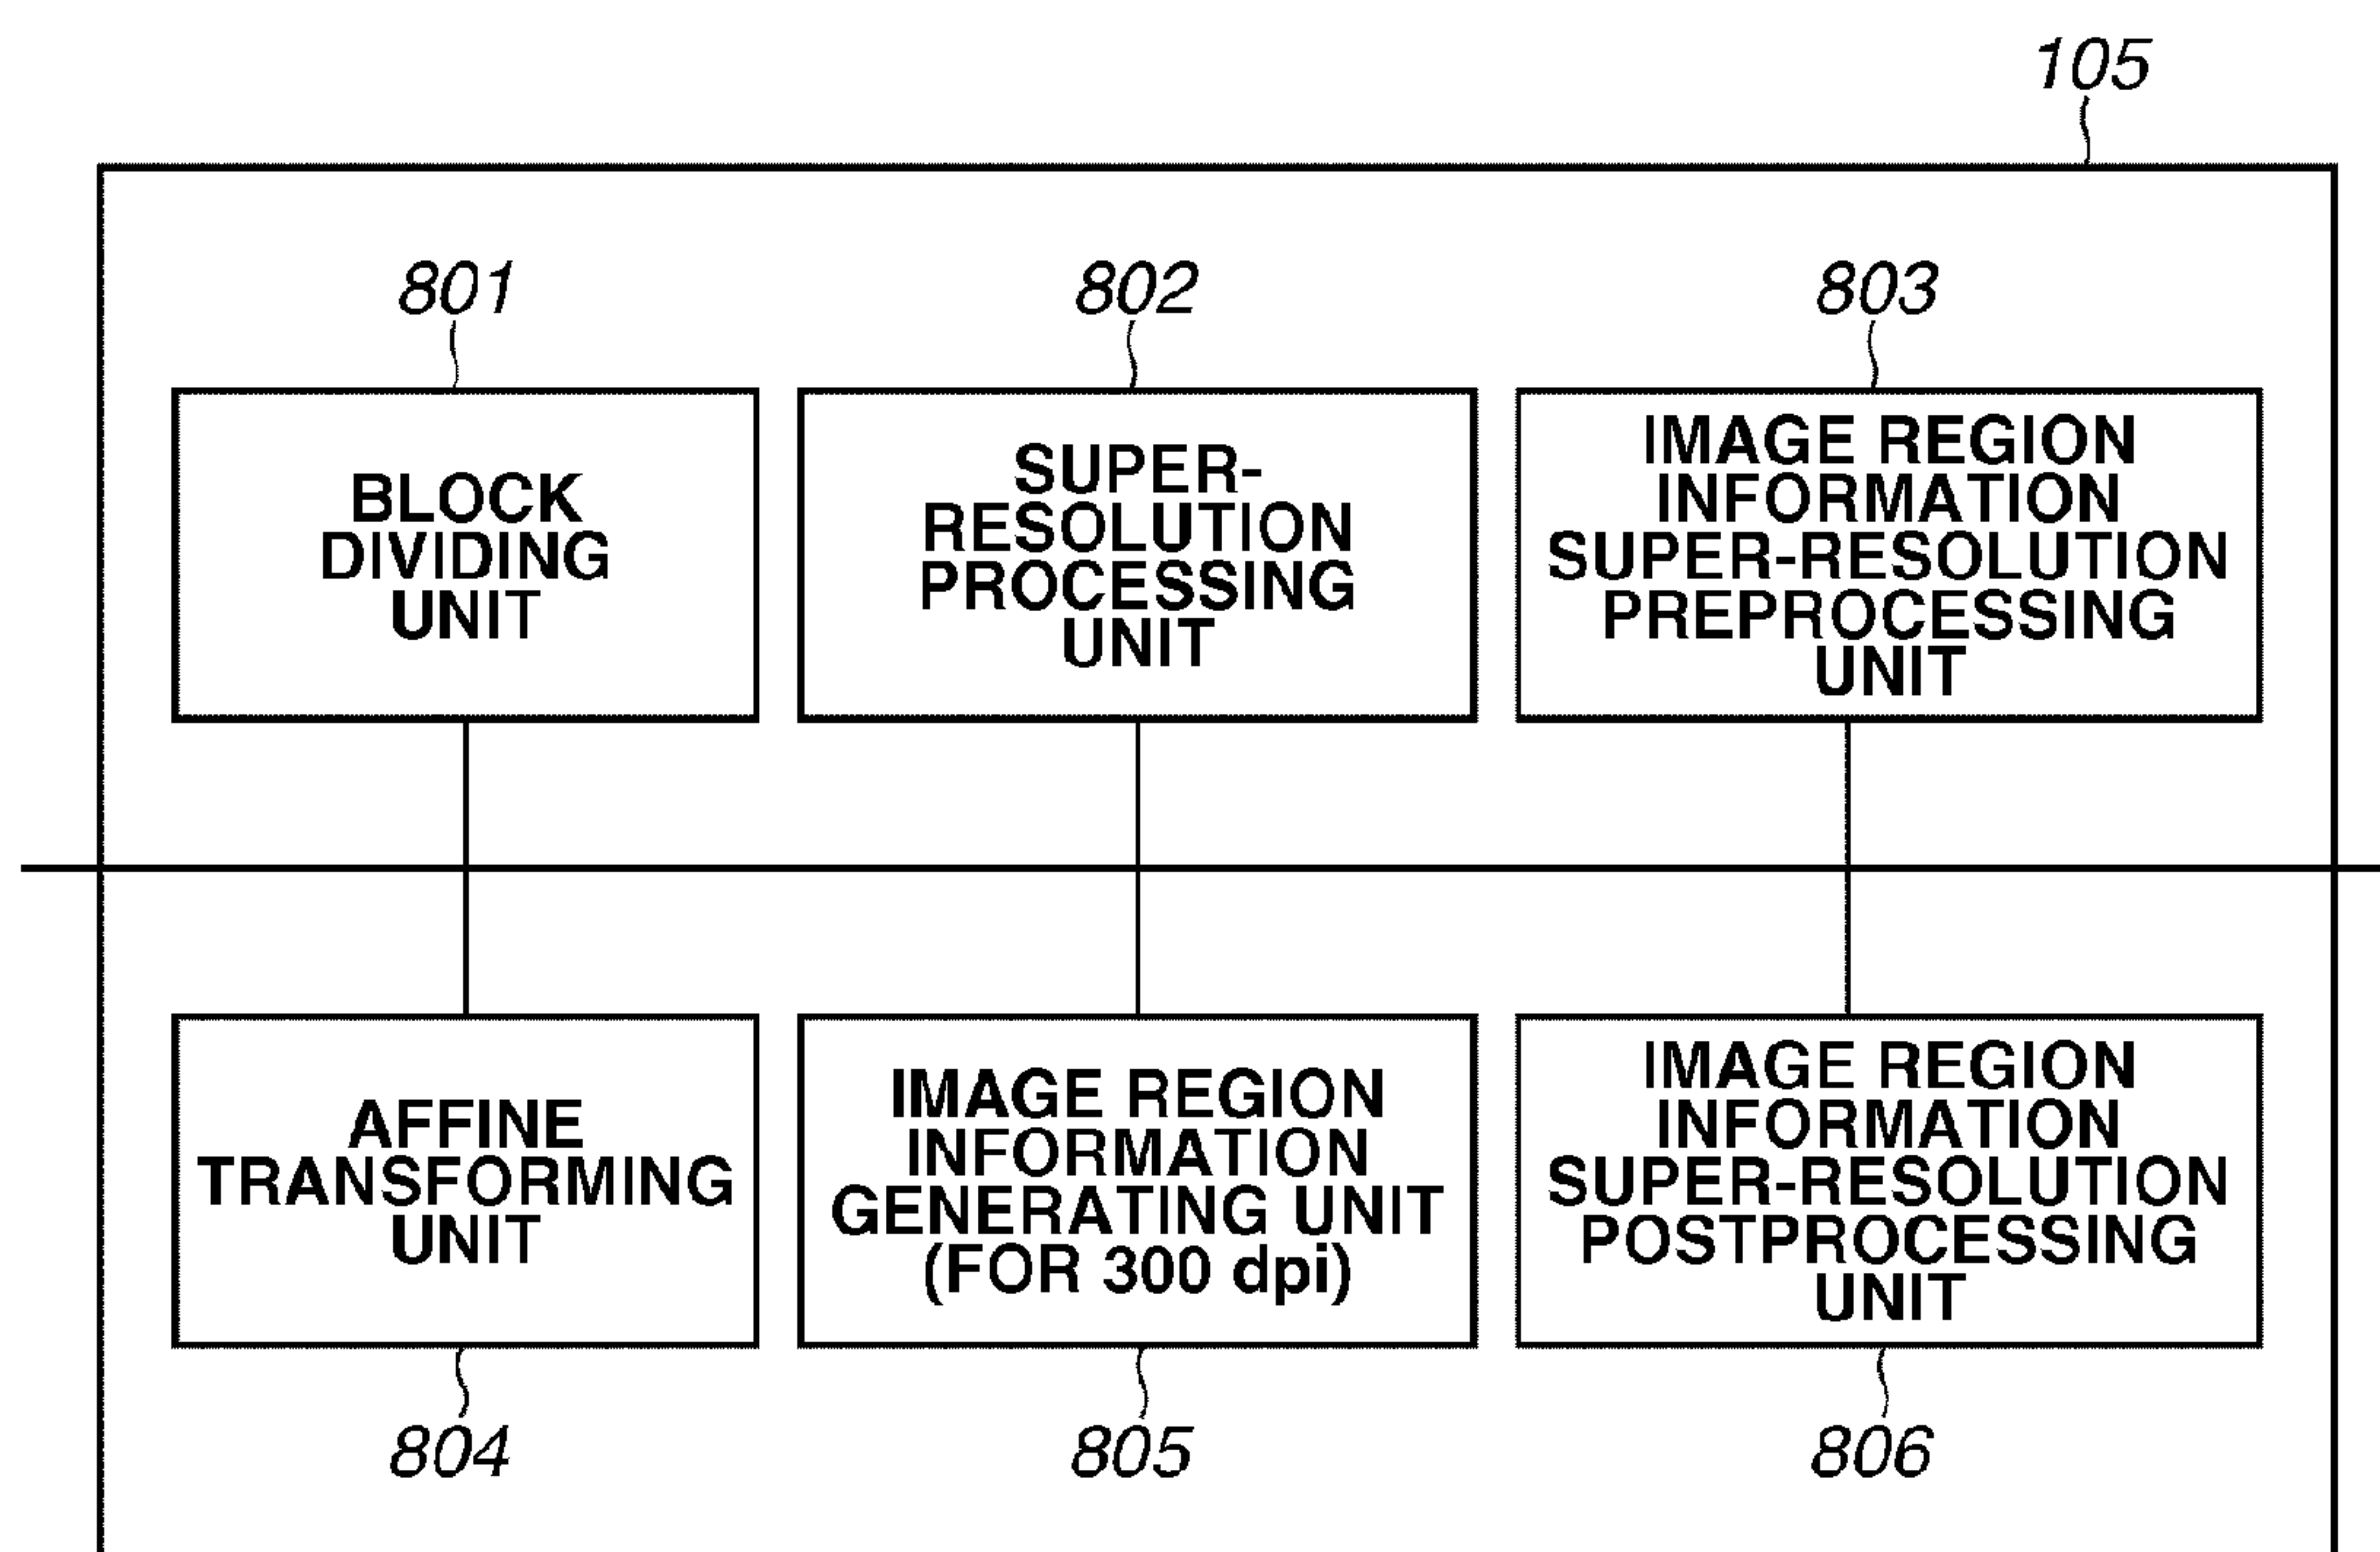 105
801
BLOCK
DIVIDING
UNIT
802
SUPER-
RESOLUTION
PROCESSING
UNIT
803
IMAGE REGION
INFORMATION
SUPER-RESOLUTION
PREPROCESSING
UNIT
AFFINE
TRANSFORMING
UNIT
804
IMAGE REGION
INFORMATION
GENERATING UNIT
(FOR 300 dpi)
805
IMAGE REGION
INFORMATION
SUPER-RESOLUTION
POSTPROCESSING
UNIT
806